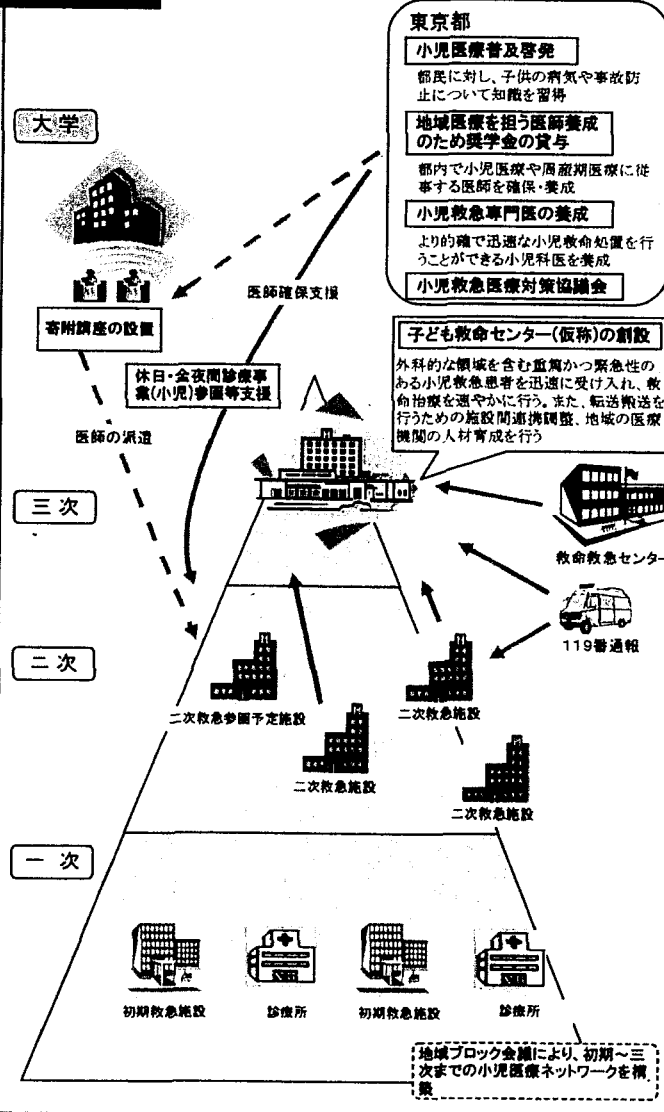 東京都
小児医療普及啓発
都民に対し、子供の病気や事故防
止について知識を習得
地域医療を担う医師養成
のため奨学金の貸与
都内で小児医療や周産期医療に従
事する医師を確保・養成
小児救急専門医の養成
より的確で迅速な小児救命処置を行
うことができる小児科医を養成
小児救急医療対策協議会
大学
寄附講座の設置
医師確保支援
休日・全夜間診療事
業(小児)参画等支援
医師の派遣
子ども救命センター(仮称)の創設
外科的な領域を含む重篤かつ緊急性の
ある小児救急患者を迅速に受け入れ、救
命治療を速やかに行う。また、転送搬送を
行うための施設間連携調整、地域の医療
機関の人材育成を行う
三次
救命救急センター
119番通報
二次
二次救急参画予定施設
二次救急施設
二次救急施設
二次救急施設
一次
初期救急施設
診療所
初期救急施設
診療所
地域ブロック会議により、初期～三
次までの小児医療ネットワークを構
築